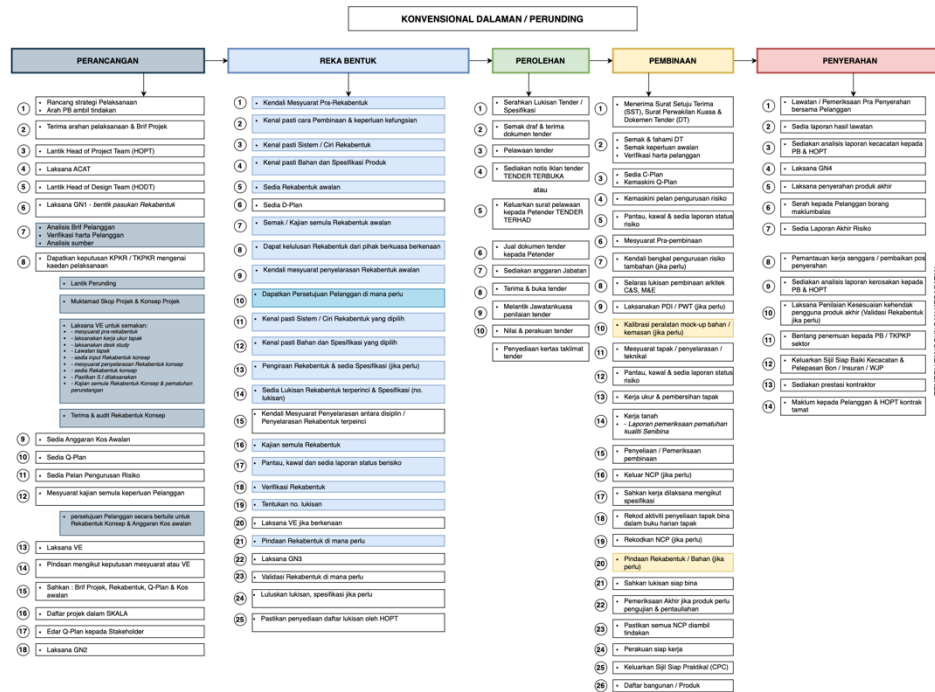 KONVENSIONAL DALAMAN / PERUNDING
PERANCANGAN
1
• Rancang strategi Pelaksanaan
• Arah PB ambil tindakan
2
• Terima arahan pelaksanaan & Brif Projek
3
• Lantik Head of Project Team (HOPT)
4
• Laksana ACAT
5
• Lantik Head of Design Team (HODT)
6
• Laksana GN1 - bentik pasukan Rekabentuk
7
• Analisis Brif Pelanggan
• Verifikasi harta Pelanggan
• Analisis sumber
8
• Dapatkan keputusan KPKR / TKPKR mengenai
kaedan pelaksanaan
• Lantik Perunding
• Muktamad Skop Projek & Konsep Projek
• Laksana VE untuk semakan:
• - mesyuarat pra-rekabentuk
• - laksanakan kerja ukur tapak
• - laksanakan desk study
• - Lawatan tapak
• - sedia input Rekabentuk konsep
• - mesyuarat penyelarasan Rekabentuk konsep
• - sedia Rekabentuk konsep
• - Pastikan S.I dilaksanakan
• - Kajian semula Rekabentuk Konsep & pematuhan
perundangan
• Terima & audit Rekabentuk Konsep
9
• Sedia Anggaran Kos Awalan
10
• Sedia Q-Plan
11
• Sedia Pelan Pengurusan Risiko
12
• Mesyuarat kajian semula keperluan Pelanggan
• persetujuan Pelanggan secara bertulis untuk
Rekabentuk Konsep & Anggaran Kos awalan
13
• Laksana VE
14
• Pindaan mengikut keputusan mesyuarat atau VE
15
• Sahkan : Brif Projek, Rekabentuk, Q-Plan & Kos
awalan
16
• Daftar projek dalam SKALA
17
• Edar Q-Plan kepada Stakeholder
18
• Laksana GN2
REKA BENTUK
1
• Kendali Mesyuarat Pra-Rekabentuk
2
• Kenal pasti cara Pembinaan & keperluan kefungsian
3
• Kenal pasti Sistem / Ciri Rekabentuk
4
• Kenal pasti Bahan dan Spesifikasi Produk
5
• Sedia Rekabentuk awalan
6
• Sedia D-Plan
7
• Semak / Kajian semula Rekabentuk awalan
8
• Dapat kelulusan Rekabentuk dari pihak berkuasa berkenaan
9
• Kendali mesyuarat penyelarasan Rekabentuk awalan
10
• Dapatkan Persetujuan Pelanggan di mana perlu
11
• Kenal pasti Sistem / Ciri Rekabentuk yang dipilih
12
• Kenal pasti Bahan dan Spesifikasi yang dipilih
13
• Pengiraan Rekabentuk & sedia Spesifikasi (jika perlu)
14
• Sedia Lukisan Rekabentuk terperinci & Spesifikasi (no.
lukisan)
15
• Kendali Mesyuarat Penyelarasan antara disiplin /
Penyelarasan Rekabentuk terpeinci
16
• Kajian semula Rekabentuk
17
• Pantau, kawal dan sedia laporan status berisiko
18
• Verifikasi Rekabentuk
19
• Tentukan no. lukisan
20
• Laksana VE jika berkenaan
21
• Pindaan Rekabentuk di mana perlu
22
• Laksana GN3
23
• Validasi Rekabentuk di mana perlu
24
• Luluskan lukisan, spesifikasi jika perlu
25
• Pastikan penyediaan daftar lukisan oleh HOPT
PEROLEHAN
1
• Serahkan Lukisan Tender /
Spesifikasi
2
• Semak draf & terima
dokumen tender
3
• Pelawaan tender
4
• Sediakan notis iklan tender
TENDER TERBUKA
atau
5
• Keluarkan surat pelawaan
kepada Petender TENDER
TERHAD
6
• Jual dokumen tender
kepada Petender
7
• Sediakan anggaran Jabatan
8
• Terima & buka tender
9
• Melantik Jawatankuasa
penilaian tender
10
• Nilai & perakuan tender
• Penyediaan kertas taklimat
tender
PEMBINAAN
1
• Menerima Surat Setuju Terima
(SST), Surat Perwakilan Kuasa &
Dokemen Tender (DT)
2
• Semak & fahami DT
• Semak keperluan awalan
• Verifikasi harta pelanggan
3
• Sedia C-Plan
• Kemaskini Q-Plan
4
• Kemaskini pelan pengurusan risiko
5
• Pantau, kawal & sedia laporan status
risiko
6
• Mesyuarat Pra-pembinaan
7
• Kendali bengkel pengurusan risiko
tambahan (jika perlu)
8
• Selaras lukisan pembinaan arkitek
C&S, M&E
9
• Laksanakan PDI / PWT (jika perlu)
10
• Kalibrasi peralatan mock-up bahan /
kemasan (jika perlu)
11
• Mesyuarat tapak / penyelarasan /
teknikal
12
• Pantau, kawal & sedia laporan status
risiko
13
• Kerja ukur & pembersihan tapak
14
• Kerja tanah
• - Laporan pemeriksaan pematuhan
kualiti Senibina
15
• Penyeliaan / Pemeriksaan
pembinaan
16
• Keluar NCP (jika perlu)
17
• Sahkan kerja dilaksana mengikut
spesifikasi
18
• Rekod aktiviti penyeliaan tapak bina
dalam buku harian tapak
19
• Rekodkan NCP (jika perlu)
20
• Pindaan Rekabentuk / Bahan (jika
perlu)
21
• Sahkan lukisan siap bina
22
• Pemeriksaan Akhir jika produk perlu
pengujian & pentauliahan
23
• Pastikan semua NCP diambil
tindakan
24
• Perakuan siap kerja
25
• Keluarkan Sijil Siap Praktikal (CPC)
26
• Daftar bangunan / Produk
PENYERAHAN
1
• Lawatan / Pemeriksaan Pra Penyerahan
bersama Pelanggan
2
• Sedia laporan hasil lawatan
3
• Sediakan analisis laporan kecacatan kepada
PB & HOPT
4
• Laksana GN4
5
• Laksana penyerahan produk akhir
6
• Serah kepada Pelanggan borang
maklumbalas
7
• Sedia Laporan Akhir Risiko
8
• Pemantauan kerja senggara / pembaikan pos
penyerahan
9
• Sediakan analisis laporan kerosakan kepada
PB & HOPT
10
• Laksana Penilaian Kesesuaian kehendak
pengguna produk akhir (Validasi Rekabentuk
jika perlu)
11
• Bentang penemuan kepada PB / TKPKP
sektor
12
• Keluarkan Sijil Siap Baiki Kecacatan &
Pelepasan Bon / Insuran / WJP
13
• Sediakan prestasi kontraktor
14
• Maklum kepada Pelanggan & HOPT kontrak
tamat